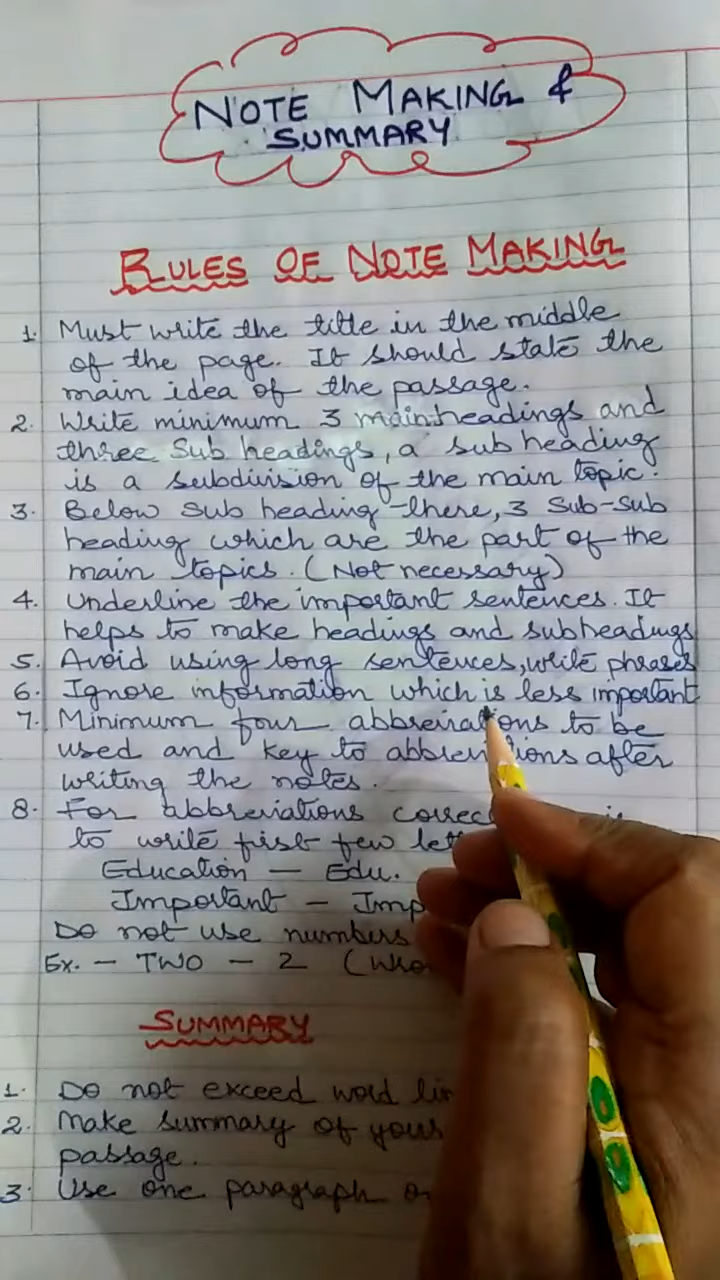 NOTE MAKING &
SUMMARY
RULES OF NOTE MAKING
1. Must write the title in the middle
of the page. It should state the
main idea of the passage.
2. Write minimum 3 main headings and
three Sub headings, a sub heading
is a subdivision of the main topic.
3. Below sub heading there, 3 Sub-Sub
heading which are the part of the
main topics. (Not necessary)
4. Underline the important sentences. It
helps to make headings and subheadings
5. Avoid using long sentences, write phrases
6. Ignore information which is less important
7. Minimum four abbreviations to be
used and key to after
writing the notes.
8. For abbreviations
to write first few
Education - Edu.
Important - Imp
Do not use numbers
Ex. - TWO - 2
SUMMARY
1. Do not exceed word
2. Make summary of your
passage.
3. Use one paragraph